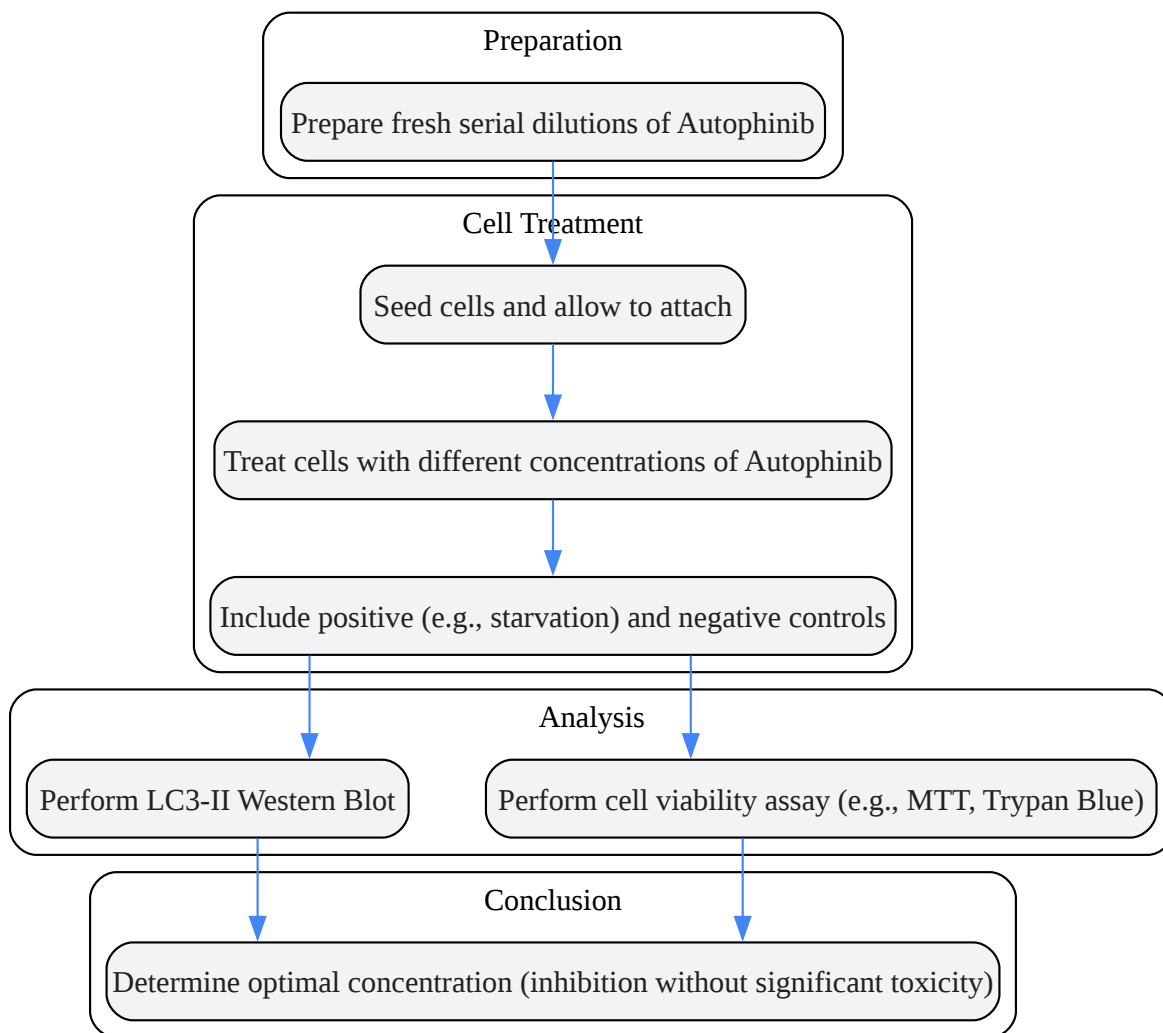 Preparation
Prepare fresh serial dilutions of Autophinib
Cell Treatment
Seed cells and allow to attach
Treat cells with different concentrations of Autophinib
Include positive (e.g., starvation) and negative controls
Analysis
Perform LC3-II Western Blot
Perform cell viability assay (e.g., MTT, Trypan Blue)
Conclusion
Determine optimal concentration (inhibition without significant toxicity)